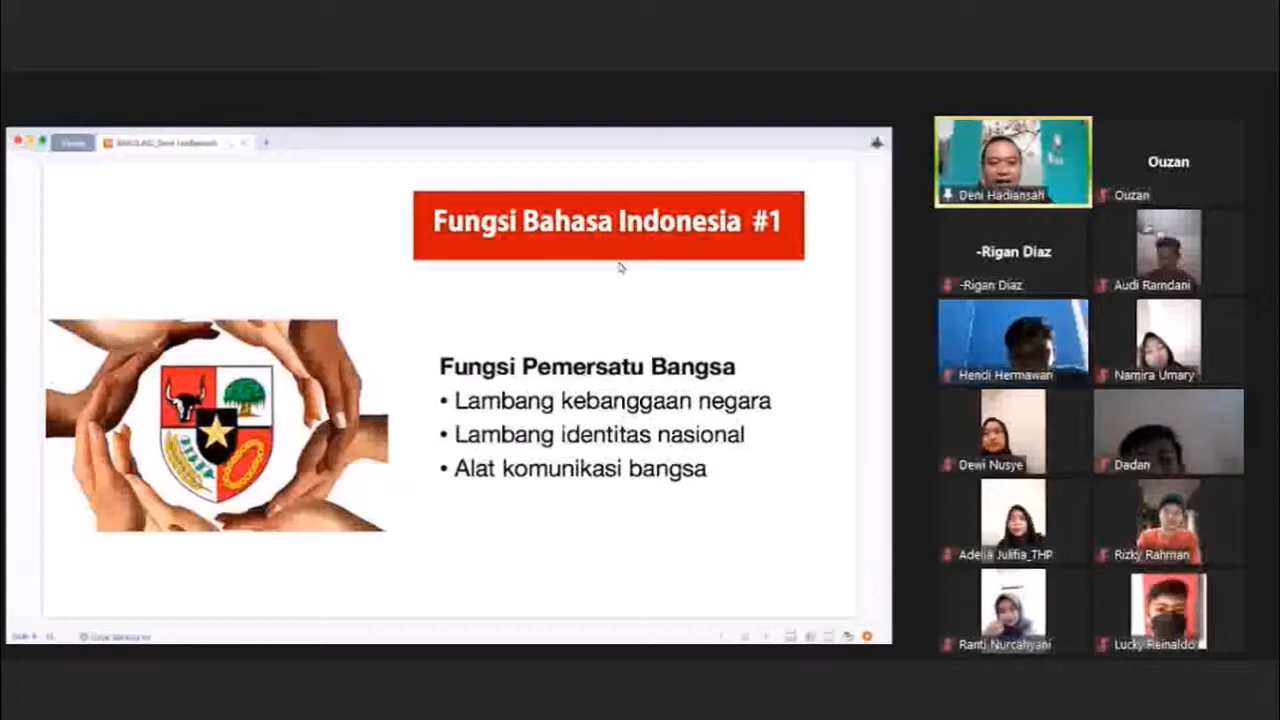 Fungsi Bahasa Indonesia #1
Fungsi Pemersatu Bangsa
• Lambang kebanggaan negara
• Lambang identitas nasional
• Alat komunikasi bangsa
Deni Hadiansah
Ouzan
Ouzan
-Rigan Diaz
-Rigan Diaz
Audi Ramdani
Hendi Hermawan
Namira Umary
Dewi Nusye
Dadan
Adelia Julifia_THP
Rizky Rahman
Ranti Nurcahyani
Lucky Reinaldo